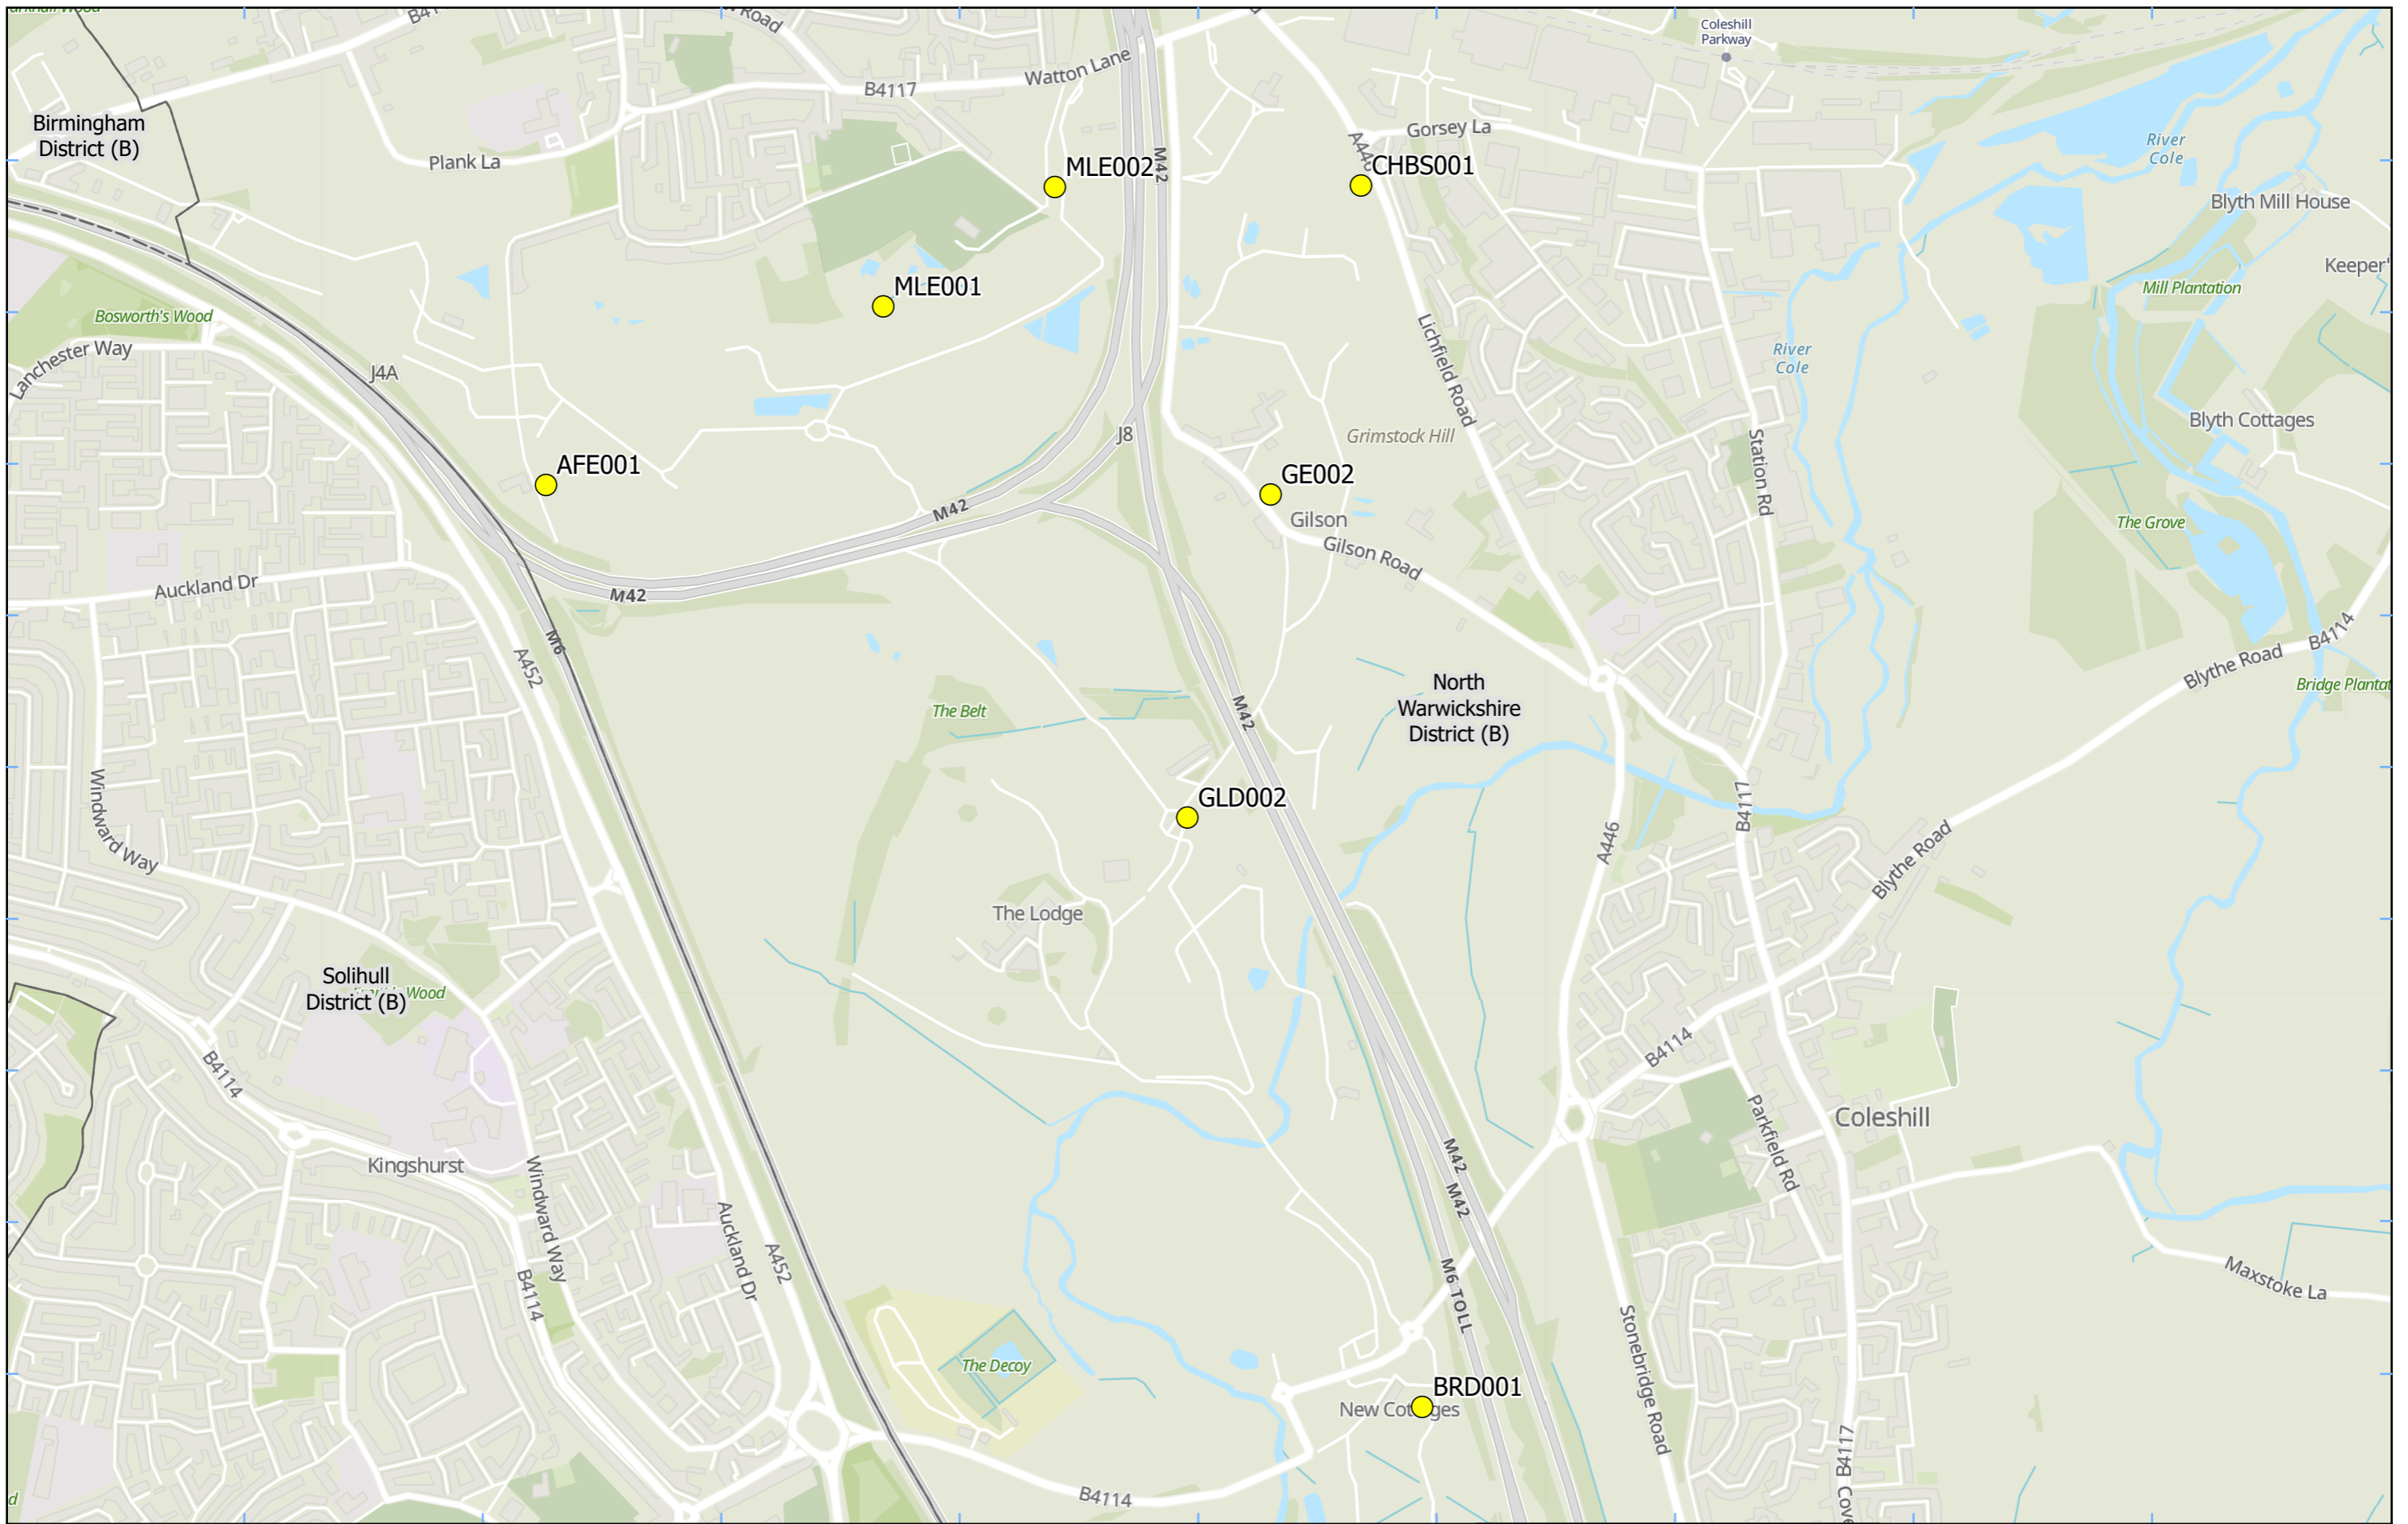 Coleshill
Parkway
B4117
Watton Lane
Road
Birmingham
District (B)
Plank La
MLE002
M42
A446
Gorsey La
CHBS001
River
Cole
Blyth Mill House
Keeper'
Mill Plantation
Bosworth's Wood
MLE001
Lanchester Way
J4A
Lichfield Road
River
Cole
Grimstock Hill
Station Rd
Blyth Cottages
J8
AFE001
GE002
M42
Gilson
Gilson Road
The Grove
Auckland Dr
M42
M6
A452
The Belt
M42
North
Warwickshire
District (B)
Blythe Road
B4114
Bridge Plantat
Windward Way
GLD002
B4117
A446
Blythe Road
The Lodge
Solihull
District (B)
Wood
B4114
B4114
Parkfield Rd
Coleshill
Kingshurst
Windward Way
M42
M42
Auckland Dr
A452
B4114
M6 TOLL
Maxstoke La
Stonebridge Road
The Decoy
BRD001
New Cottages
B4114
B4117